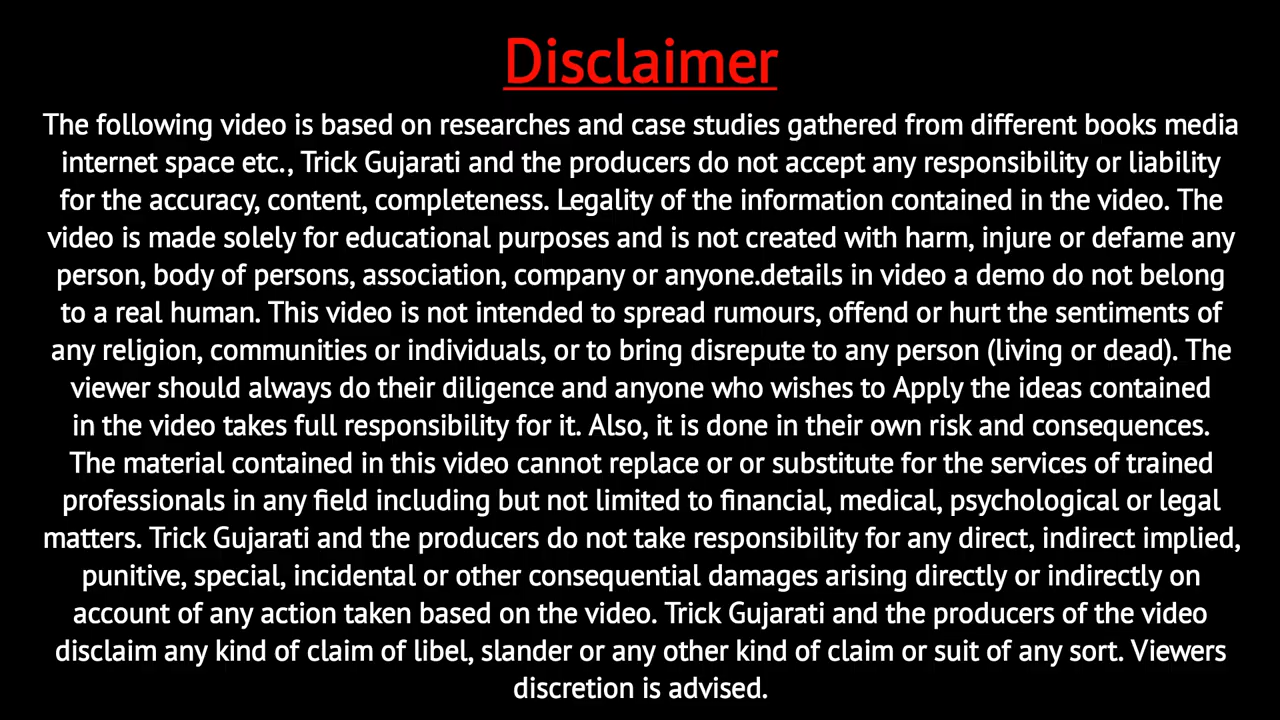 Disclaimer
The following video is based on researches and case studies gathered from different books media
internet space etc., Trick Gujarati and the producers do not accept any responsibility or liability
for the accuracy, content, completeness. Legality of the information contained in the video. The
video is made solely for educational purposes and is not created with harm, injure or defame any
person, body of persons, association, company or anyone.details in video a demo do not belong
to a real human. This video is not intended to spread rumours, offend or hurt the sentiments of
any religion, communities or individuals, or to bring disrepute to any person (living or dead). The
viewer should always do their diligence and anyone who wishes to Apply the ideas contained
in the video takes full responsibility for it. Also, it is done in their own risk and consequences.
The material contained in this video cannot replace or or substitute for the services of trained
professionals in any field including but not limited to financial, medical, psychological or legal
matters. Trick Gujarati and the producers do not take responsibility for any direct, indirect implied,
punitive, special, incidental or other consequential damages arising directly or indirectly on
account of any action taken based on the video. Trick Gujarati and the producers of the video
disclaim any kind of claim of libel, slander or any other kind of claim or suit of any sort. Viewers
discretion is advised.